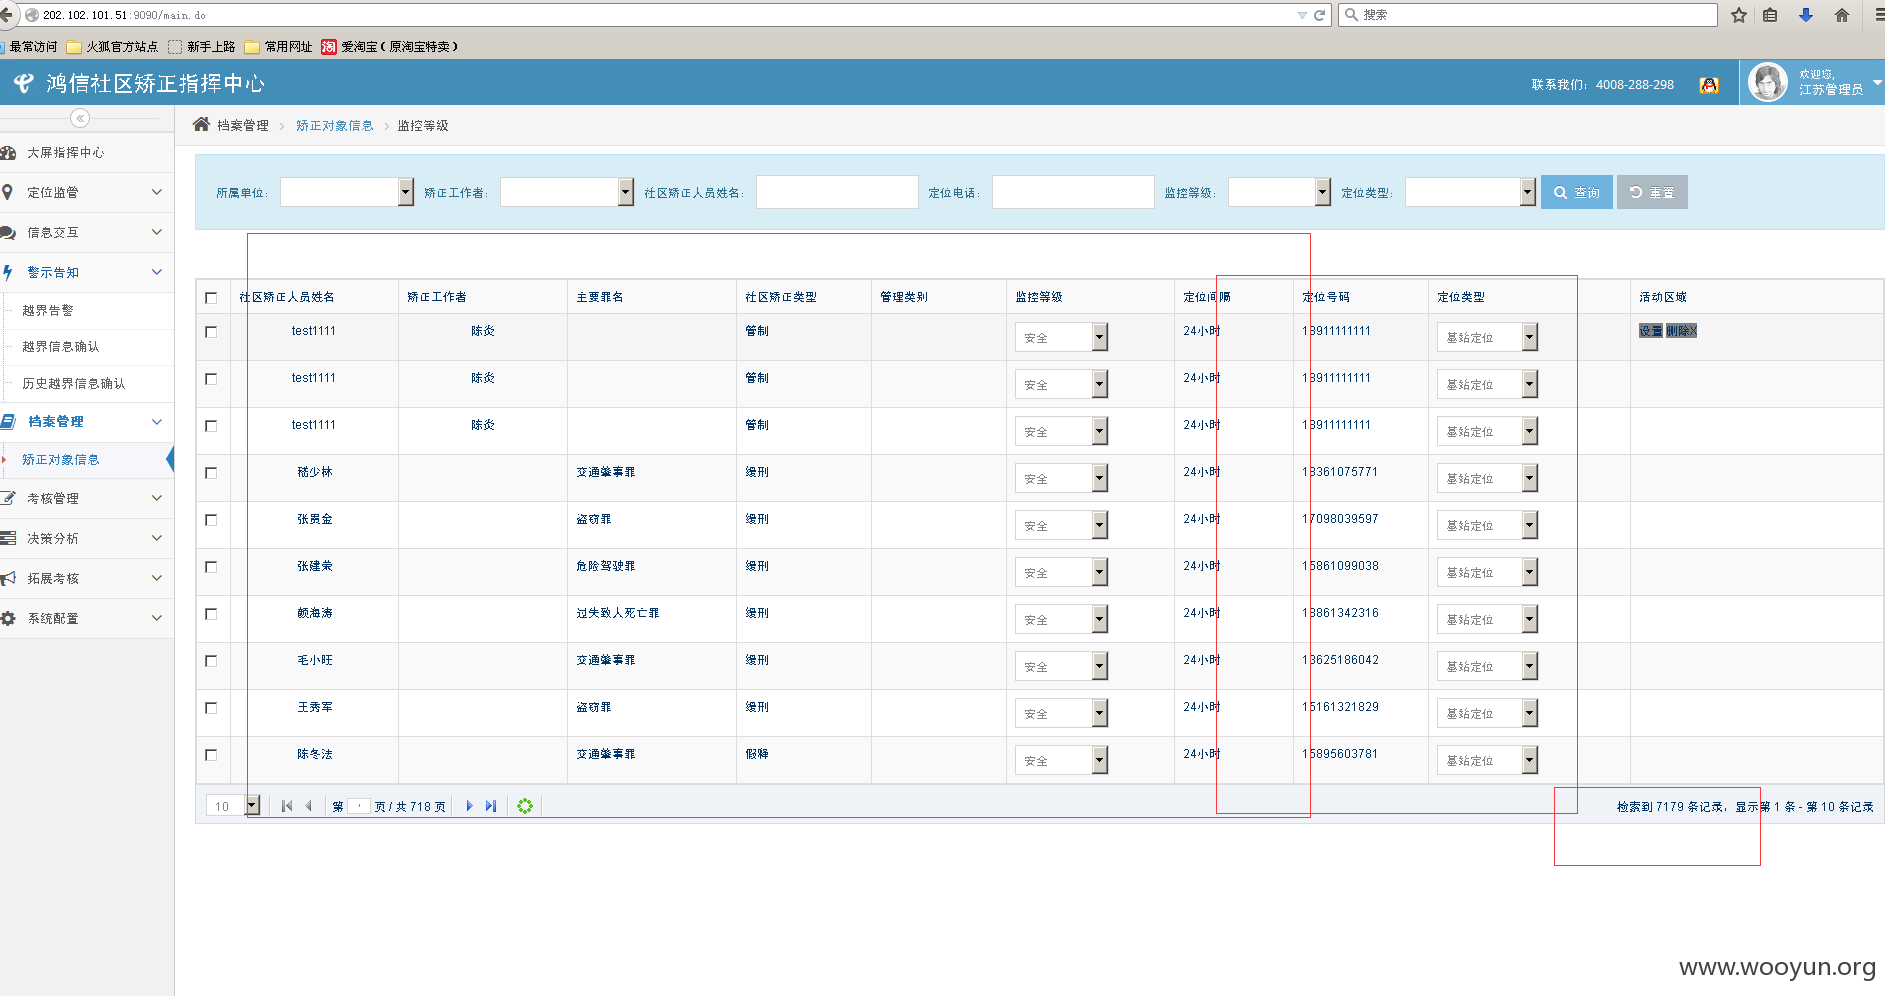 202.102.101.51:9090/main.do
搜索
最常访问 火狐官方站点 新手上路 常用网址 淘 爱淘宝（原淘宝特卖）
鸿信社区矫正指挥中心
联系我们：4008-288-298
欢迎您，
江苏管理员
档案管理 矫正对象信息 监控等级
大屏指挥中心
定位监管
信息交互
警示告知
越界告警
越界信息确认
历史越界信息确认
档案管理
矫正对象信息
考核管理
决策分析
拓展考核
系统配置
所属单位： 矫正工作者： 社区矫正人员姓名： 定位电话： 监控等级： 定位类型： 查询 重置
社区矫正人员姓名 矫正工作者 主要罪名 社区矫正类型 管理类别 监控等级 定位间隔 定位号码 定位类型 活动区域
test1111 陈炎 管制 安全 24小时 18911111111 基站定位 设置 删除X
test1111 陈炎 管制 安全 24小时 18911111111 基站定位
test1111 陈炎 管制 安全 24小时 18911111111 基站定位
嵇少林 交通肇事罪 缓刑 安全 24小时 18361075771 基站定位
张贯金 盗窃罪 缓刑 安全 24小时 17098039597 基站定位
张建荣 危险驾驶罪 缓刑 安全 24小时 15861099038 基站定位
颜海涛 过失致人死亡罪 缓刑 安全 24小时 13861342316 基站定位
毛小旺 交通肇事罪 缓刑 安全 24小时 13625186042 基站定位
王秀军 盗窃罪 缓刑 安全 24小时 15161321829 基站定位
陈冬法 交通肇事罪 假释 安全 24小时 15895603781 基站定位
10 第 1 页 / 共 718 页
检索到 7179 条记录，显示第 1 条 - 第 10 条记录
www.wooyun.org